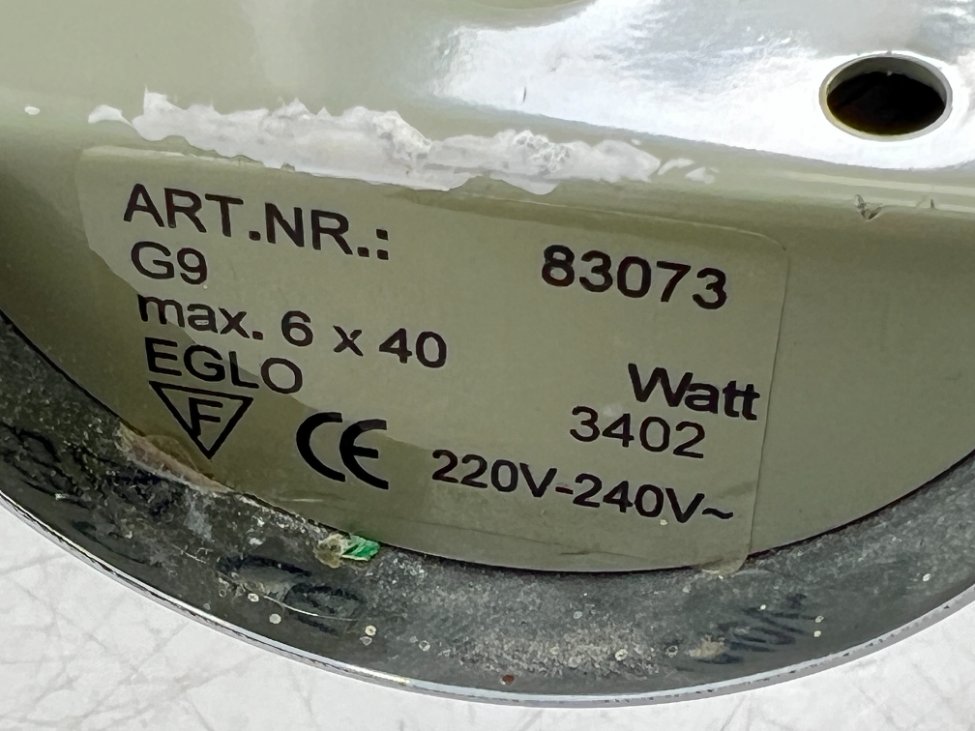 ART.NR.: 83073
G9
max. 6 x 40 Watt
EGLO 3402
F CE 220V-240V~